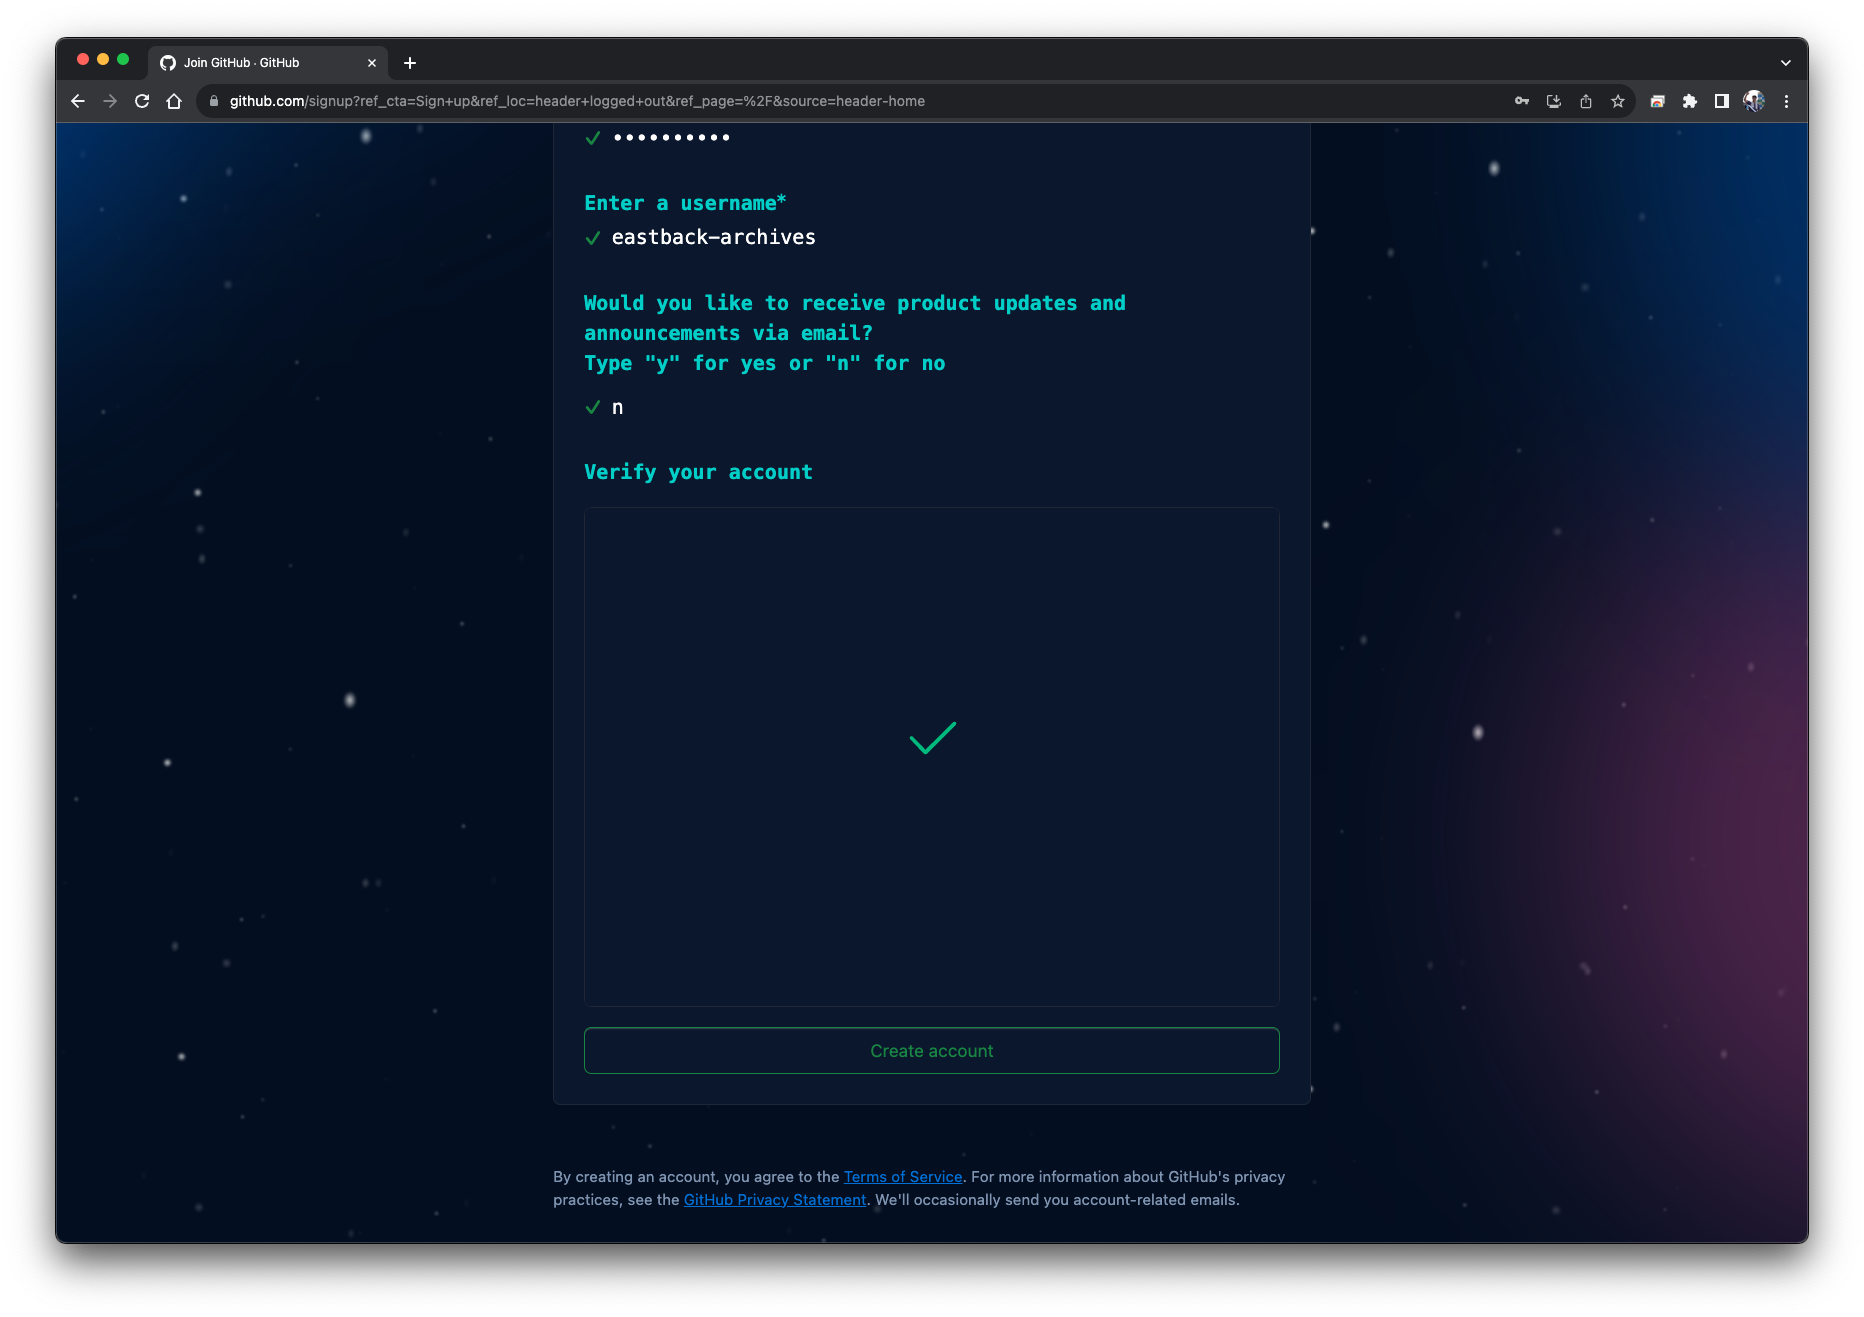 Join GitHub · GitHub
github.com/signup?ref_cta=Sign+up&ref_loc=header+logged+out&ref_page=%2F&source=header-home
••••••••••
Enter a username*
eastback-archives
Would you like to receive product updates and
announcements via email?
Type "y" for yes or "n" for no
n
Verify your account
Create account
By creating an account, you agree to the Terms of Service. For more information about GitHub's privacy
practices, see the GitHub Privacy Statement. We'll occasionally send you account-related emails.